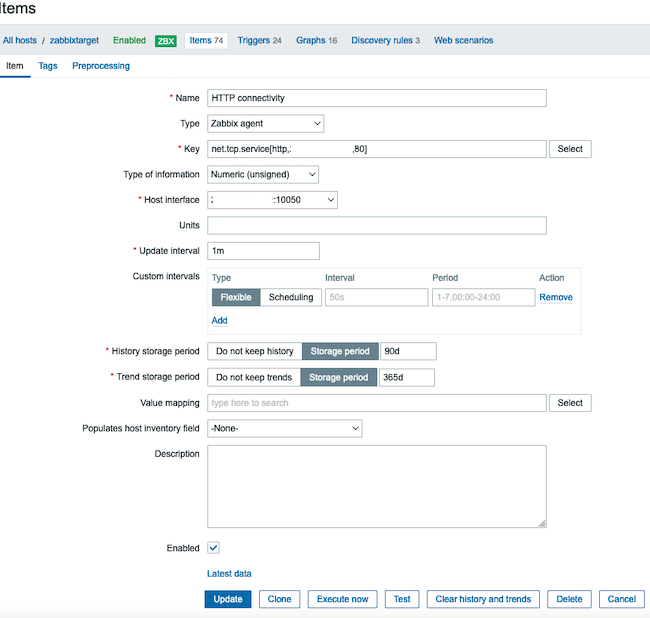 Items
All hosts / zabbixtarget Enabled ZBX Items 74 Triggers 24 Graphs 16 Discovery rules 3 Web scenarios
Item Tags Preprocessing
* Name HTTP connectivity
Type Zabbix agent
* Key net.tcp.service[http, ,80] Select
Type of information Numeric (unsigned)
* Host interface :10050
Units
* Update interval 1m
Custom intervals Type Interval Period Action
Flexible Scheduling 50s 1-7,00:00-24:00 Remove
Add
* History storage period Do not keep history Storage period 90d
* Trend storage period Do not keep trends Storage period 365d
Value mapping type here to search Select
Populates host inventory field -None-
Description
Enabled
Latest data
Update Clone Execute now Test Clear history and trends Delete Cancel